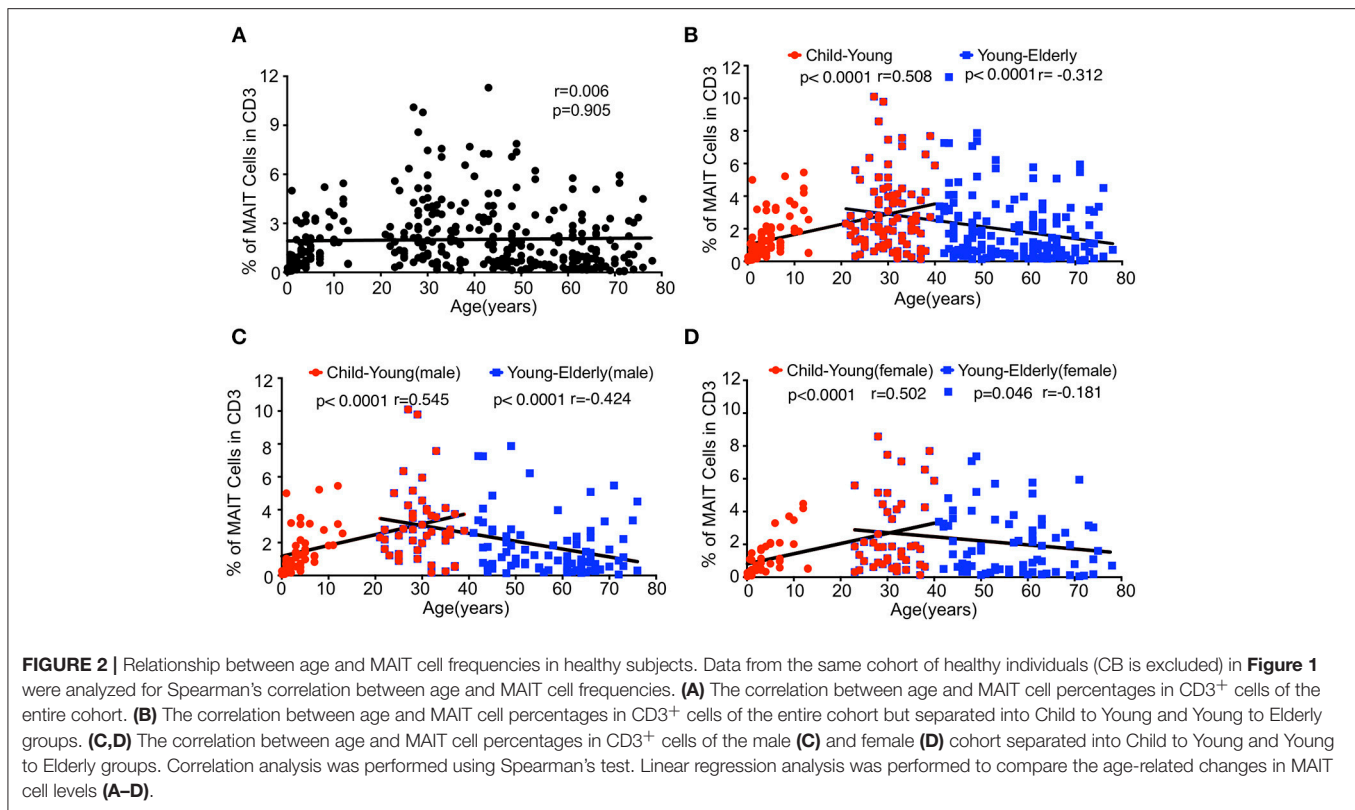 A
12
9
6
3
0
% of MAIT Cells in CD3
r=0.006
p=0.905
0 10 20 30 40 50 60 70 80
Age(years)
B
Child-Young Young-Elderly
p< 0.0001 r=0.508 p< 0.0001 r= -0.312
12
10
8
6
4
2
0
% of MAIT Cells in CD3
0 10 20 30 40 50 60 70 80
Age(years)
C
Child-Young(male) Young-Elderly(male)
p< 0.0001 r=0.545 p< 0.0001 r=-0.424
12
10
8
6
4
2
0
% of MAIT Cells in CD3
0 10 20 30 40 50 60 70 80
Age(years)
D
Child-Young(female) Young-Elderly(female)
p<0.0001 r=0.502 p=0.046 r=-0.181
12
10
8
6
4
2
0
% of MAIT Cells in CD3
0 10 20 30 40 50 60 70 80
Age(years)
FIGURE 2 | Relationship between age and MAIT cell frequencies in healthy subjects. Data from the same cohort of healthy individuals (CB is excluded) in Figure 1
were analyzed for Spearman's correlation between age and MAIT cell frequencies. (A) The correlation between age and MAIT cell percentages in CD3+ cells of the
entire cohort. (B) The correlation between age and MAIT cell percentages in CD3+ cells of the entire cohort but separated into Child to Young and Young to Elderly
groups. (C,D) The correlation between age and MAIT cell percentages in CD3+ cells of the male (C) and female (D) cohort separated into Child to Young and Young
to Elderly groups. Correlation analysis was performed using Spearman's test. Linear regression analysis was performed to compare the age-related changes in MAIT
cell levels (A–D).